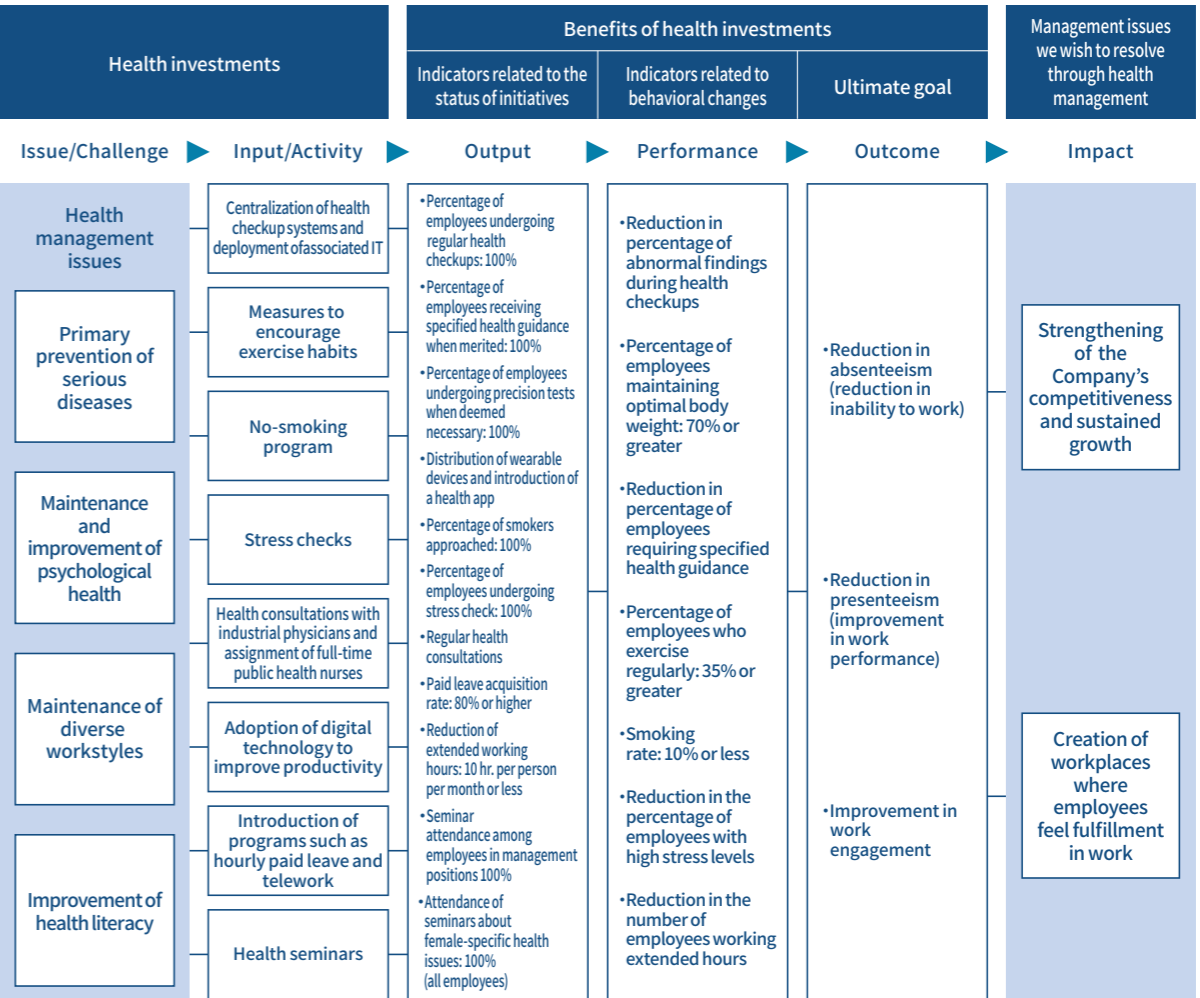 Health investments
Benefits of health investments
Indicators related to the
status of initiatives
Indicators related to
behavioral changes
Ultimate goal
Management issues
we wish to resolve
through health
management
Issue/Challenge
Input/Activity
Output
Performance
Outcome
Impact
Health
management
issues
Primary
prevention of
serious
diseases
Maintenance
and
improvement of
psychological
health
Maintenance of
diverse
workstyles
Improvement of
health literacy
Centralization of health
checkup systems and
deployment ofassociated IT
Measures to
encourage
exercise habits
No-smoking
program
Stress checks
Health consultations with
industrial physicians and
assignment of full-time
public health nurses
Adoption of digital
technology to
improve productivity
Introduction of
programs such as
hourly paid leave and
telework
Health seminars
•Percentage of
employees undergoing
regular health
checkups: 100%
•Percentage of
employees receiving
specified health guidance
when merited: 100%
•Percentage of employees
undergoing precision tests
when deemed
necessary: 100%
•Distribution of wearable
devices and introduction of
a health app
•Percentage of smokers
approached: 100%
•Percentage of
employees undergoing
stress check: 100%
•Regular health
consultations
•Paid leave acquisition
rate: 80% or higher
•Reduction of
extended working
hours: 10 hr. per person
per month or less
•Seminar
attendance among
employees in management
positions 100%
•Attendance of
seminars about
female-specific health
issues: 100%
(all employees)
•Reduction in
percentage of
abnormal findings
during health
checkups
•Percentage of
employees
maintaining
optimal body
weight: 70% or
greater
•Reduction in
percentage of
employees
requiring specified
health guidance
•Percentage of
employees who
exercise
regularly: 35% or
greater
•Smoking
rate: 10% or less
•Reduction in the
percentage of
employees with
high stress levels
•Reduction in the
number of
employees working
extended hours
•Reduction in
absenteeism
(reduction in
inability to work)
•Reduction in
presenteeism
(improvement
in work
performance)
•Improvement in
work
engagement
Strengthening
of the
Company's
competitiveness
and sustained
growth
Creation of
workplaces
where
employees
feel fulfillment
in work